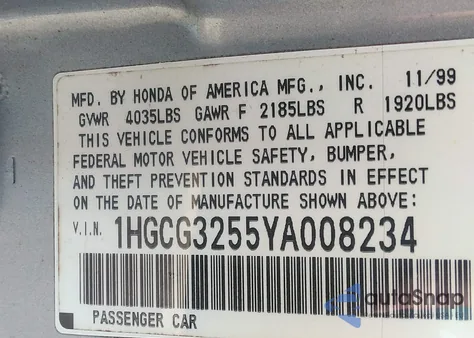 MFD. BY HONDA OF AMERICA MFG., INC. 11/99
GVWR 4035LBS GAWR F 2185LBS R 1920LBS
THIS VEHICLE CONFORMS TO ALL APPLICABLE
FEDERAL MOTOR VEHICLE SAFETY, BUMPER,
AND THEFT PREVENTION STANDARDS IN EFFECT
ON THE DATE OF MANUFACTURE SHOWN ABOVE:
V.I.N. 1HGCG3255YA008234
PASSENGER CAR
autoSnap